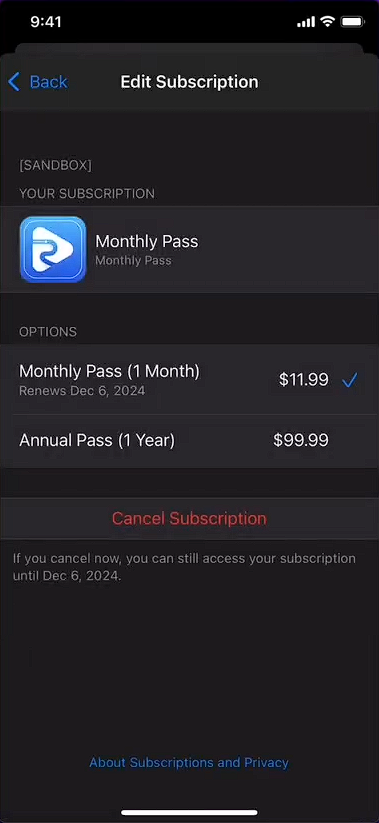 9:41
Back
Edit Subscription
[SANDBOX]
YOUR SUBSCRIPTION
Monthly Pass
Monthly Pass
OPTIONS
Monthly Pass (1 Month)
$11.99
Renews Dec 6, 2024
Annual Pass (1 Year)
$99.99
Cancel Subscription
If you cancel now, you can still access your subscription
until Dec 6, 2024.
About Subscriptions and Privacy